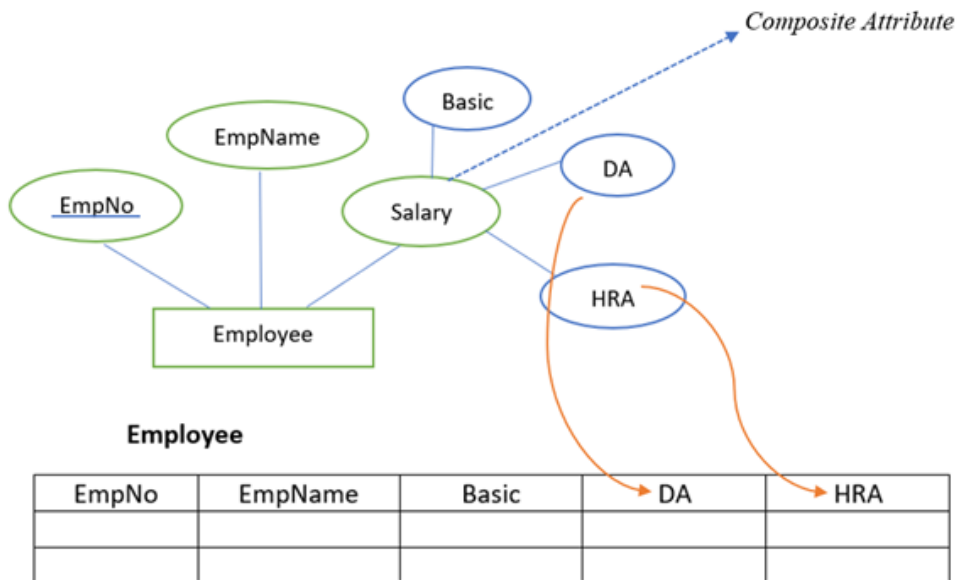 Composite Attribute
Basic
EmpName
DA
EmpNo
Salary
HRA
Employee
Employee
EmpNo EmpName Basic DA HRA